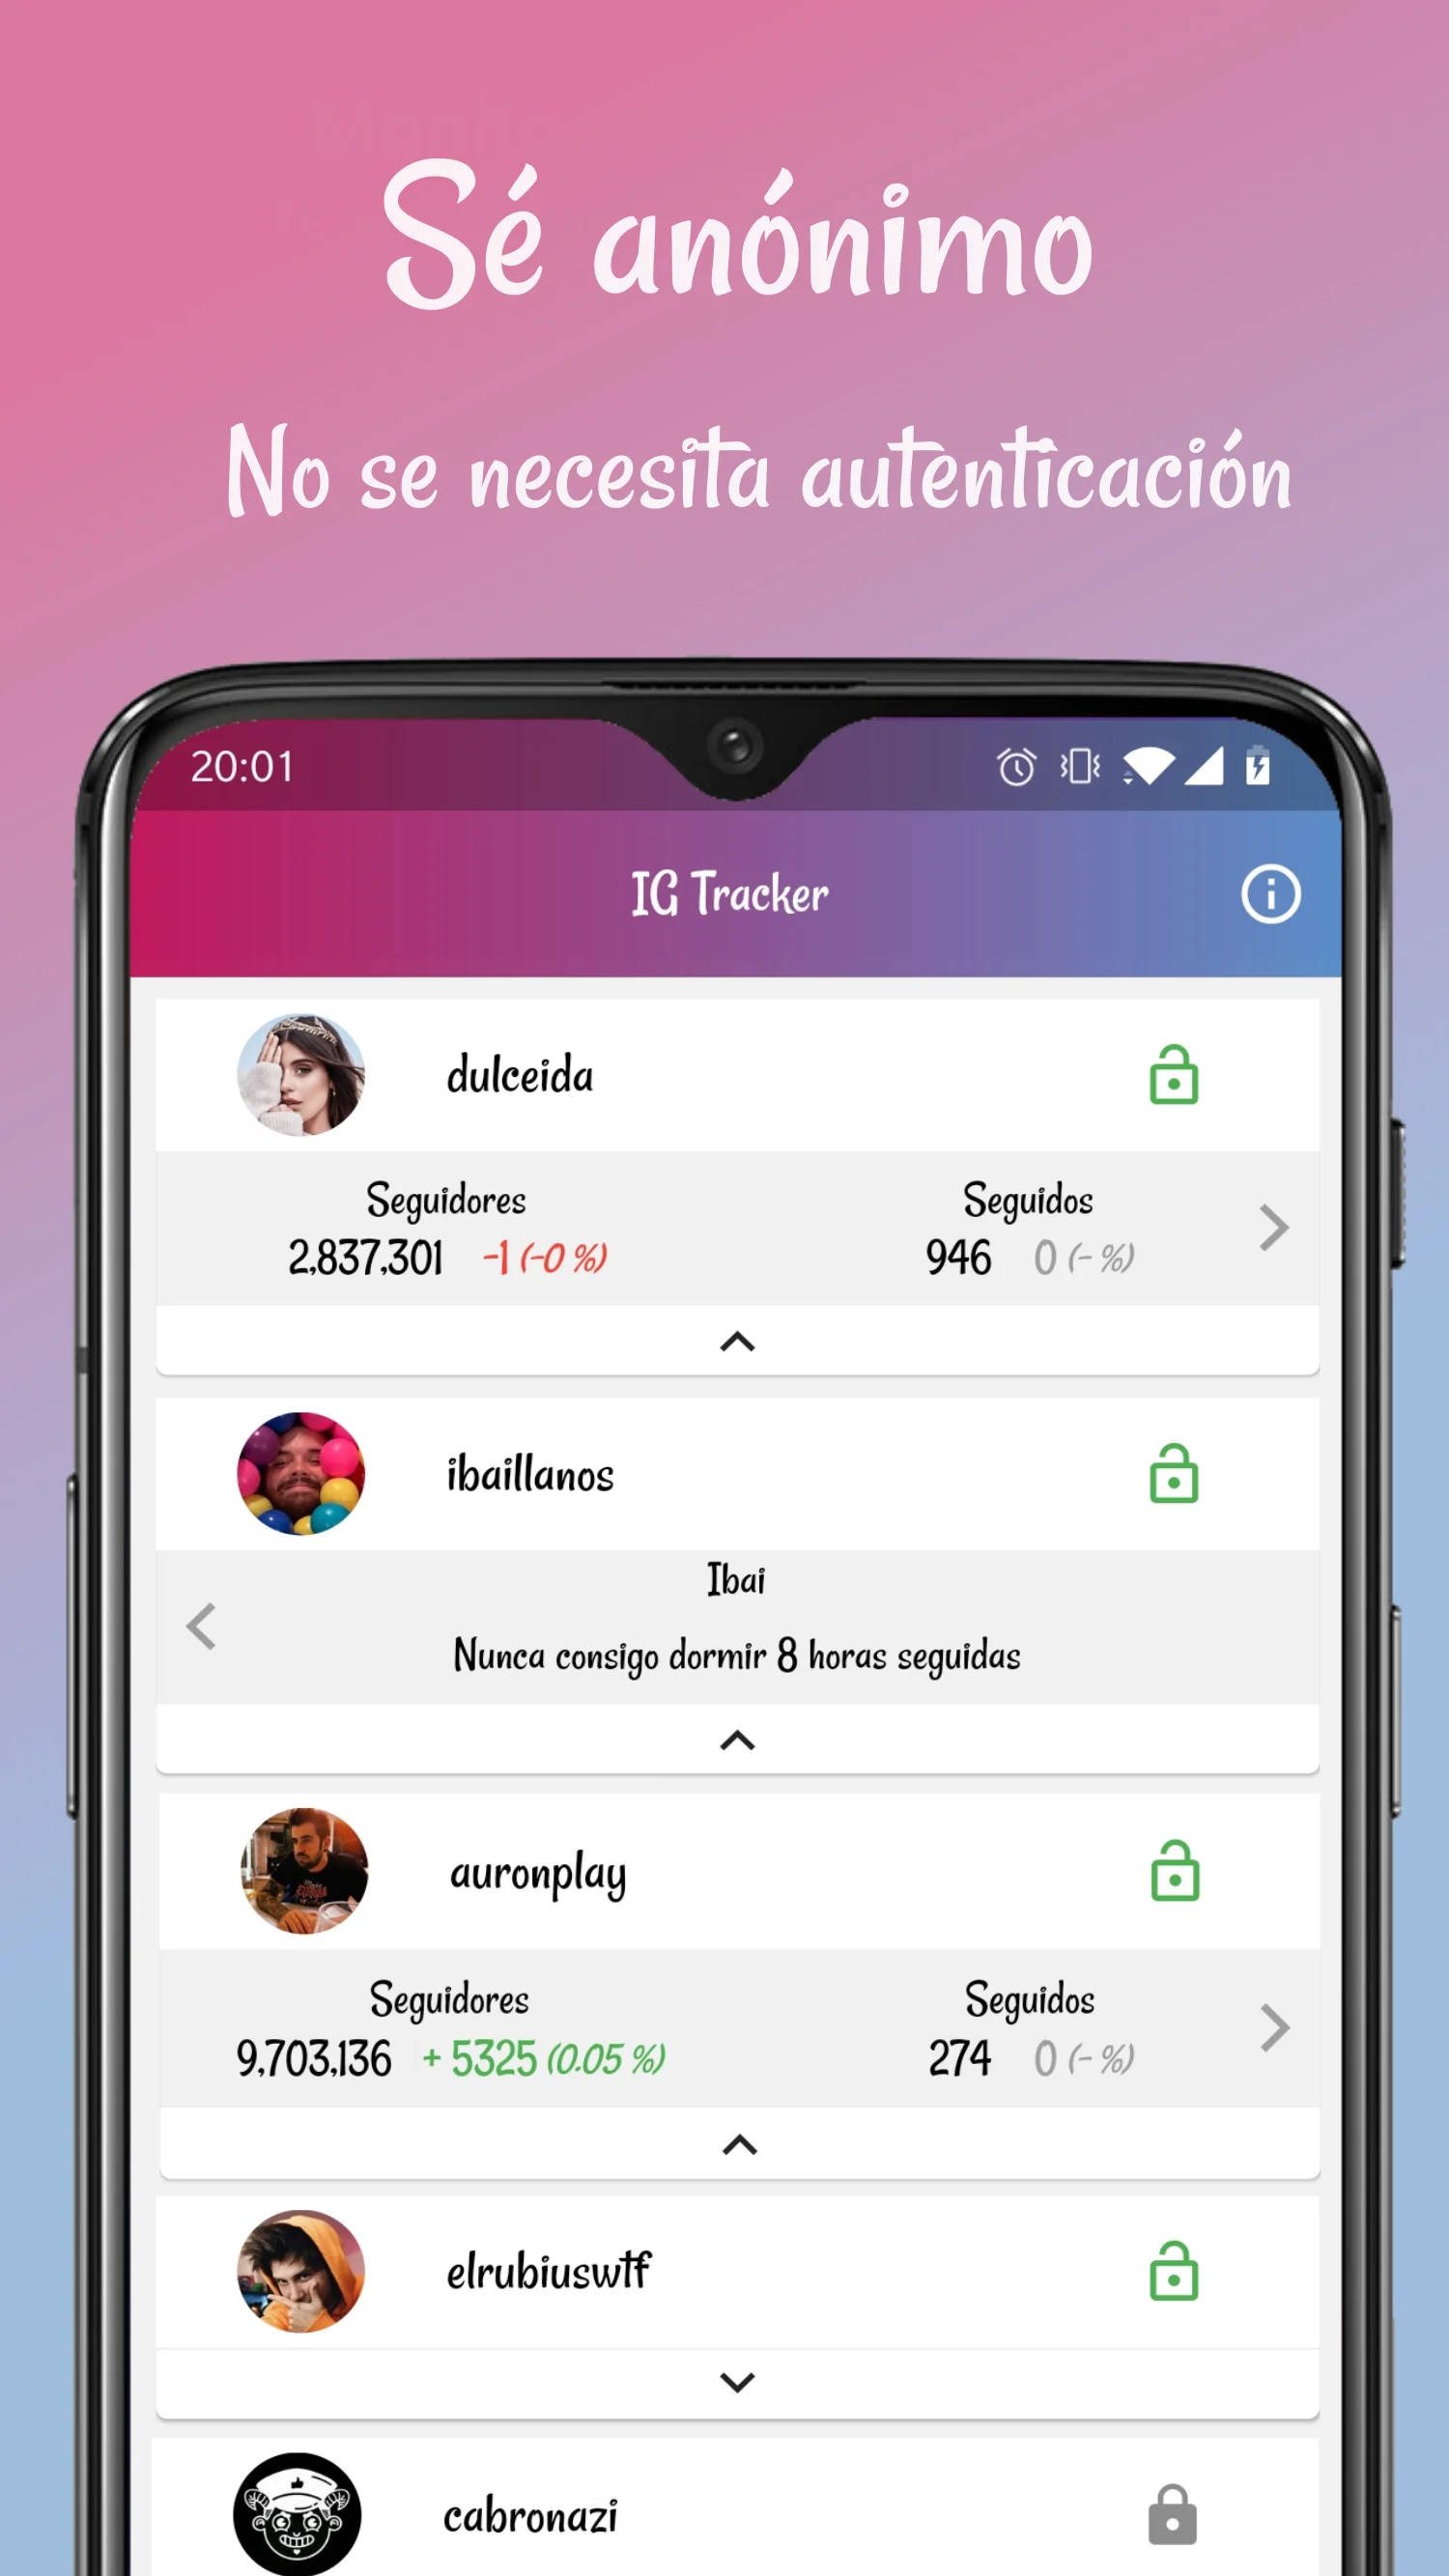 Sé anónimo
No se necesita autenticación
20:01
IG Tracker
dulceida
Seguidores Seguidos
2,837,301 -1 (-0 %) 946 0 (- %)
ibaillanos
Ibai
Nunca consigo dormir 8 horas seguidas
auronplay
Seguidores Seguidos
9,703,136 + 5325 (0.05 %) 274 0 (- %)
elrubiuswtf
cabronazi